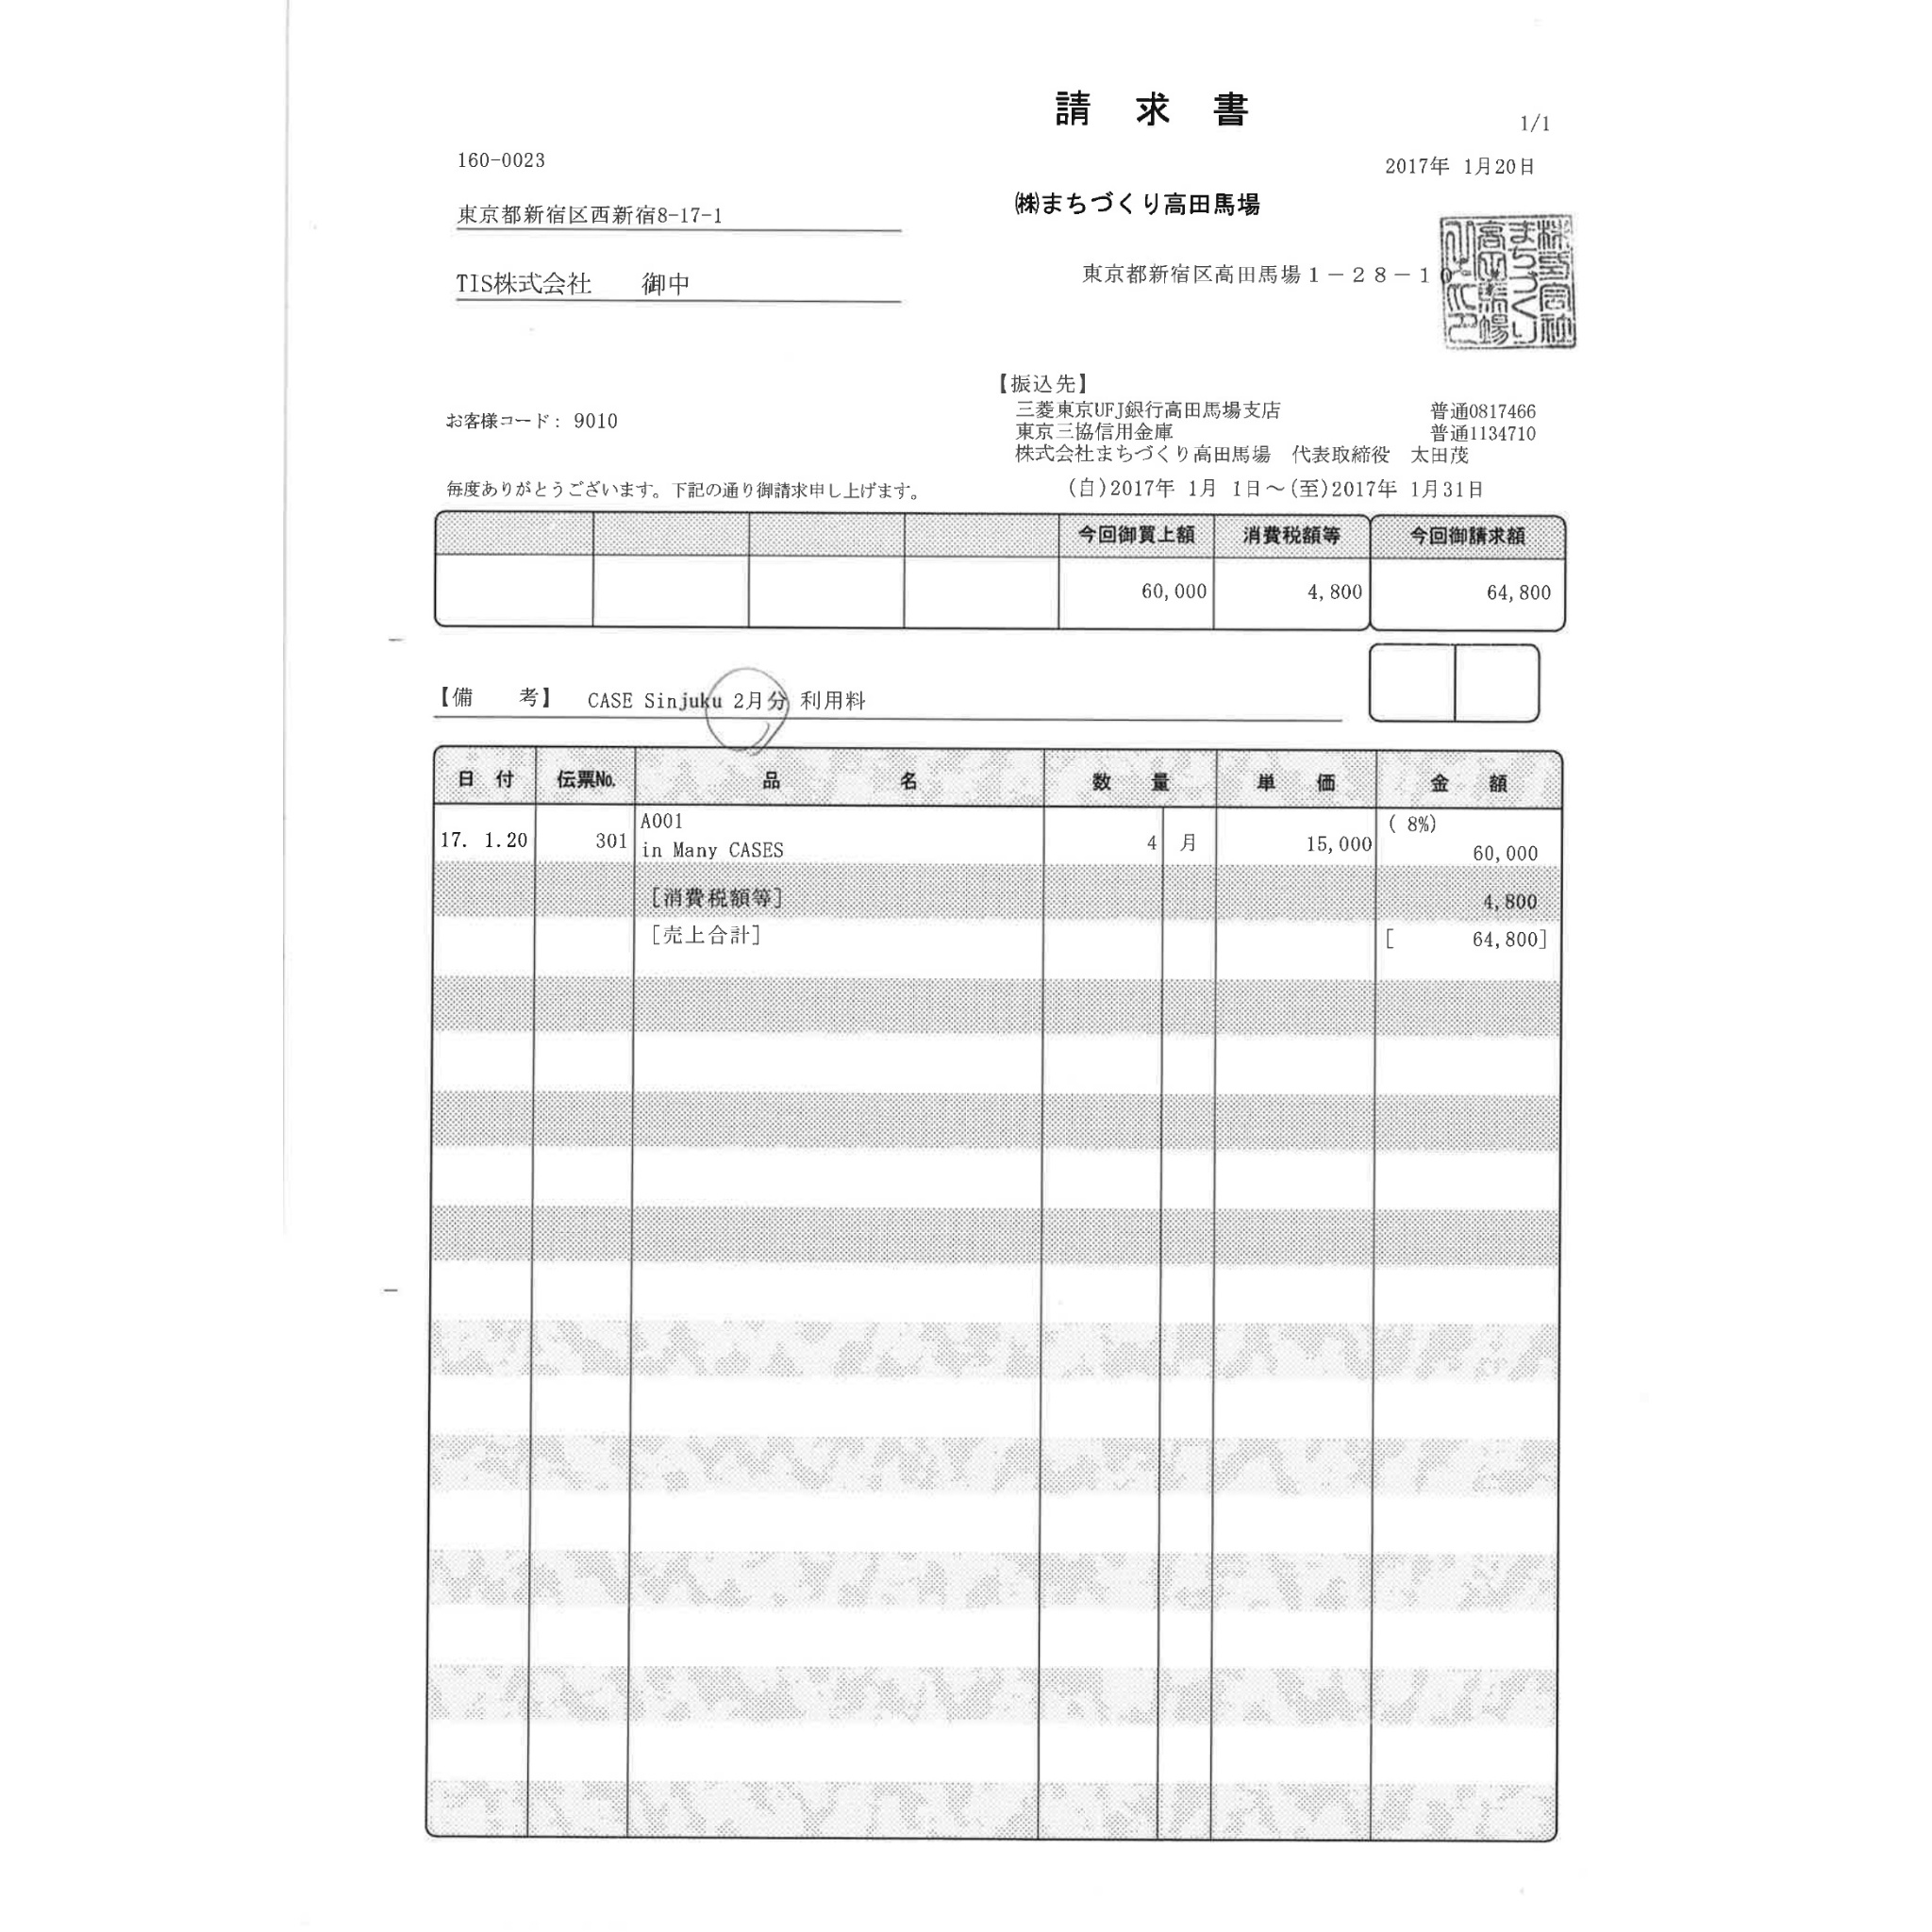 請 求 書
1/1
160-0023
2017年 1月20日
東京都新宿区西新宿8-17-1
㈱まちづくり高田馬場
TIS株式会社　御中
東京都新宿区高田馬場１－２８－１０
株式会社
まちづくり
高田馬場
【振込先】
三菱東京UFJ銀行高田馬場支店 普通0817466
お客様コード: 9010
東京三協信用金庫 普通1134710
株式会社まちづくり高田馬場　代表取締役　太田茂
毎度ありがとうございます。下記の通り御請求申し上げます。
(自)2017年 1月 1日～(至)2017年 1月31日
今回御買上額 消費税額等 今回御請求額
60,000 4,800 64,800
【備　考】 CASE Sinjuku 2月分 利用料
日 付 伝票No. 品 名 数 量 単 価 金 額
A001 ( 8%)
17. 1.20 301 in Many CASES 4 月 15,000 60,000
[消費税額等] 4,800
[売上合計] [ 64,800]